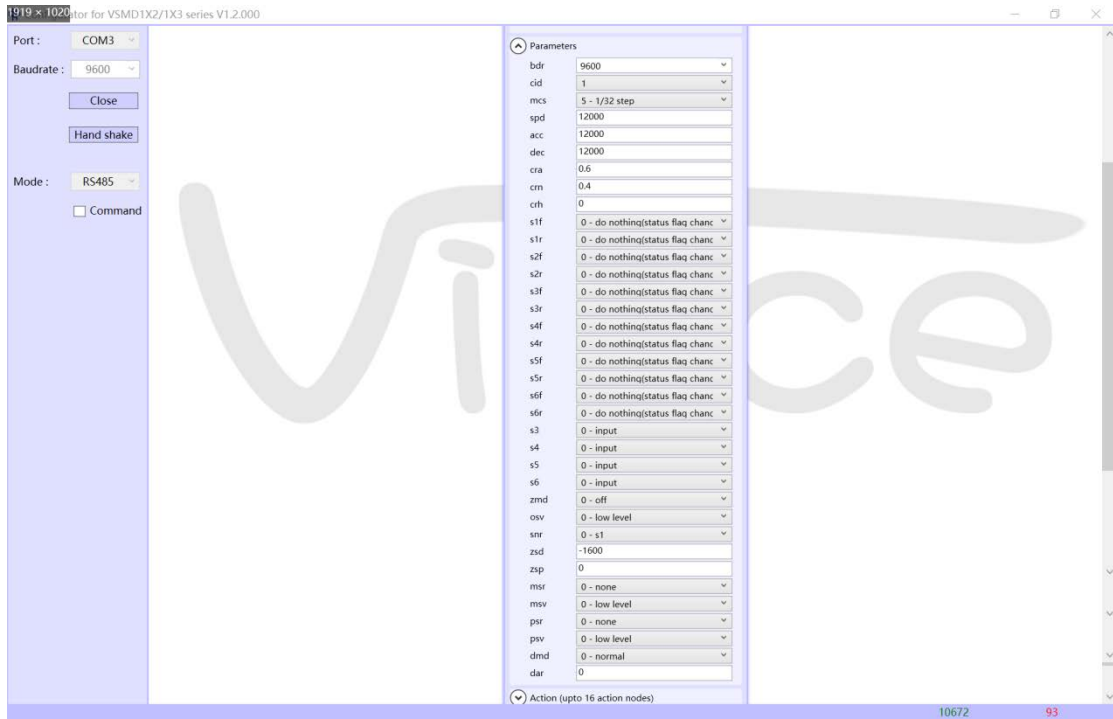 1919 × 1020
ator for VSMD1X2/1X3 series V1.2.000
Port : COM3
Baudrate : 9600
Close
Hand shake
Mode : RS485
Command
Parameters
bdr 9600
cid 1
mcs 5 - 1/32 step
spd 12000
acc 12000
dec 12000
cra 0.6
crn 0.4
crh 0
s1f 0 - do nothing(status flag chanc
s1r 0 - do nothing(status flag chanc
s2f 0 - do nothing(status flag chanc
s2r 0 - do nothing(status flag chanc
s3f 0 - do nothing(status flag chanc
s3r 0 - do nothing(status flag chanc
s4f 0 - do nothing(status flag chanc
s4r 0 - do nothing(status flag chanc
s5f 0 - do nothing(status flag chanc
s5r 0 - do nothing(status flag chanc
s6f 0 - do nothing(status flag chanc
s6r 0 - do nothing(status flag chanc
s3 0 - input
s4 0 - input
s5 0 - input
s6 0 - input
zmd 0 - off
osv 0 - low level
snr 0 - s1
zsd -1600
zsp 0
msr 0 - none
msv 0 - low level
psr 0 - none
psv 0 - low level
dmd 0 - normal
dar 0
Action (upto 16 action nodes)
10672 93